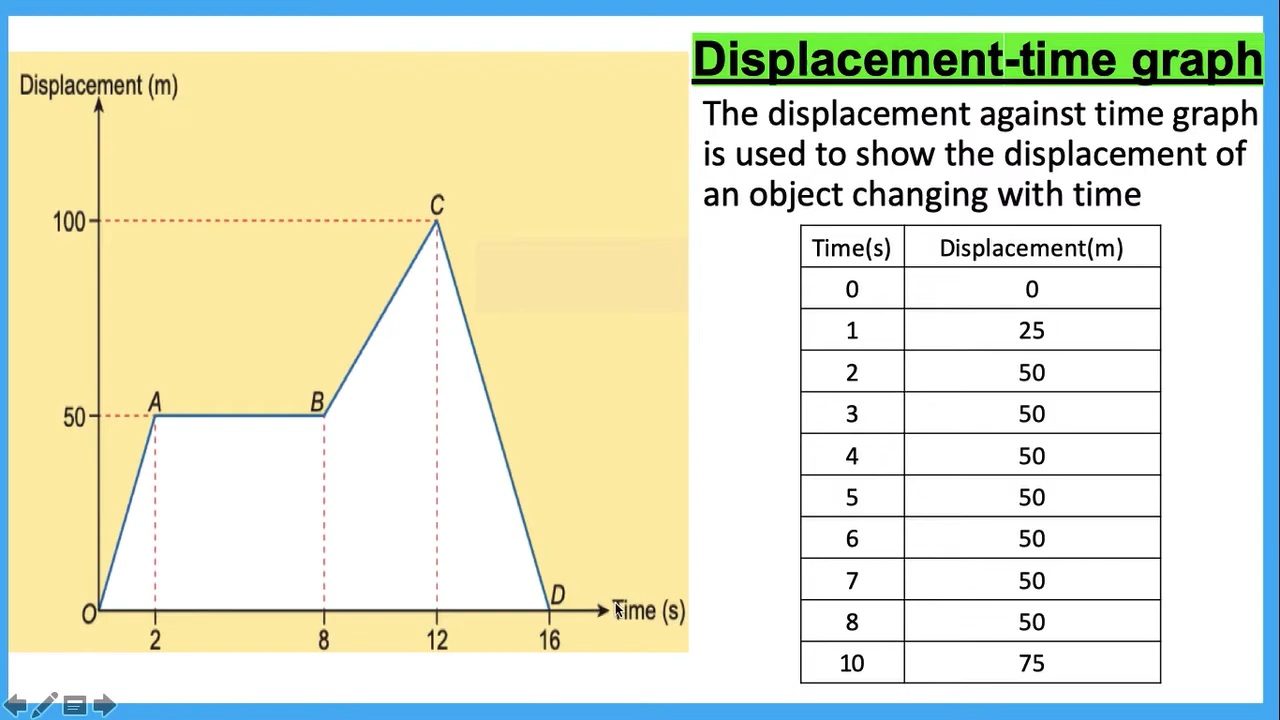 Displacement (m)
100
50
A
B
C
D
O
2
8
12
16
Time (s)
Displacement-time graph
The displacement against time graph
is used to show the displacement of
an object changing with time
Time(s) Displacement(m)
0 0
1 25
2 50
3 50
4 50
5 50
6 50
7 50
8 50
10 75